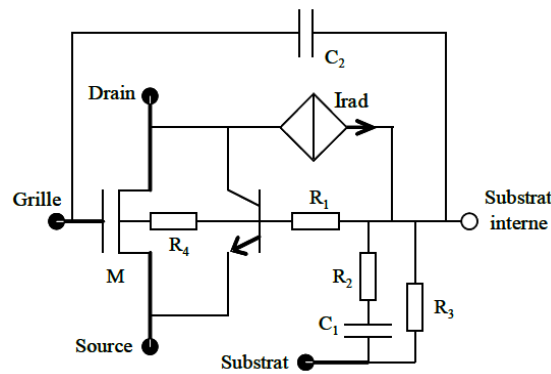 C2
Drain
Irad
Grille
R1
Substrat
interne
R4
M
R2
C1
R3
Source
Substrat